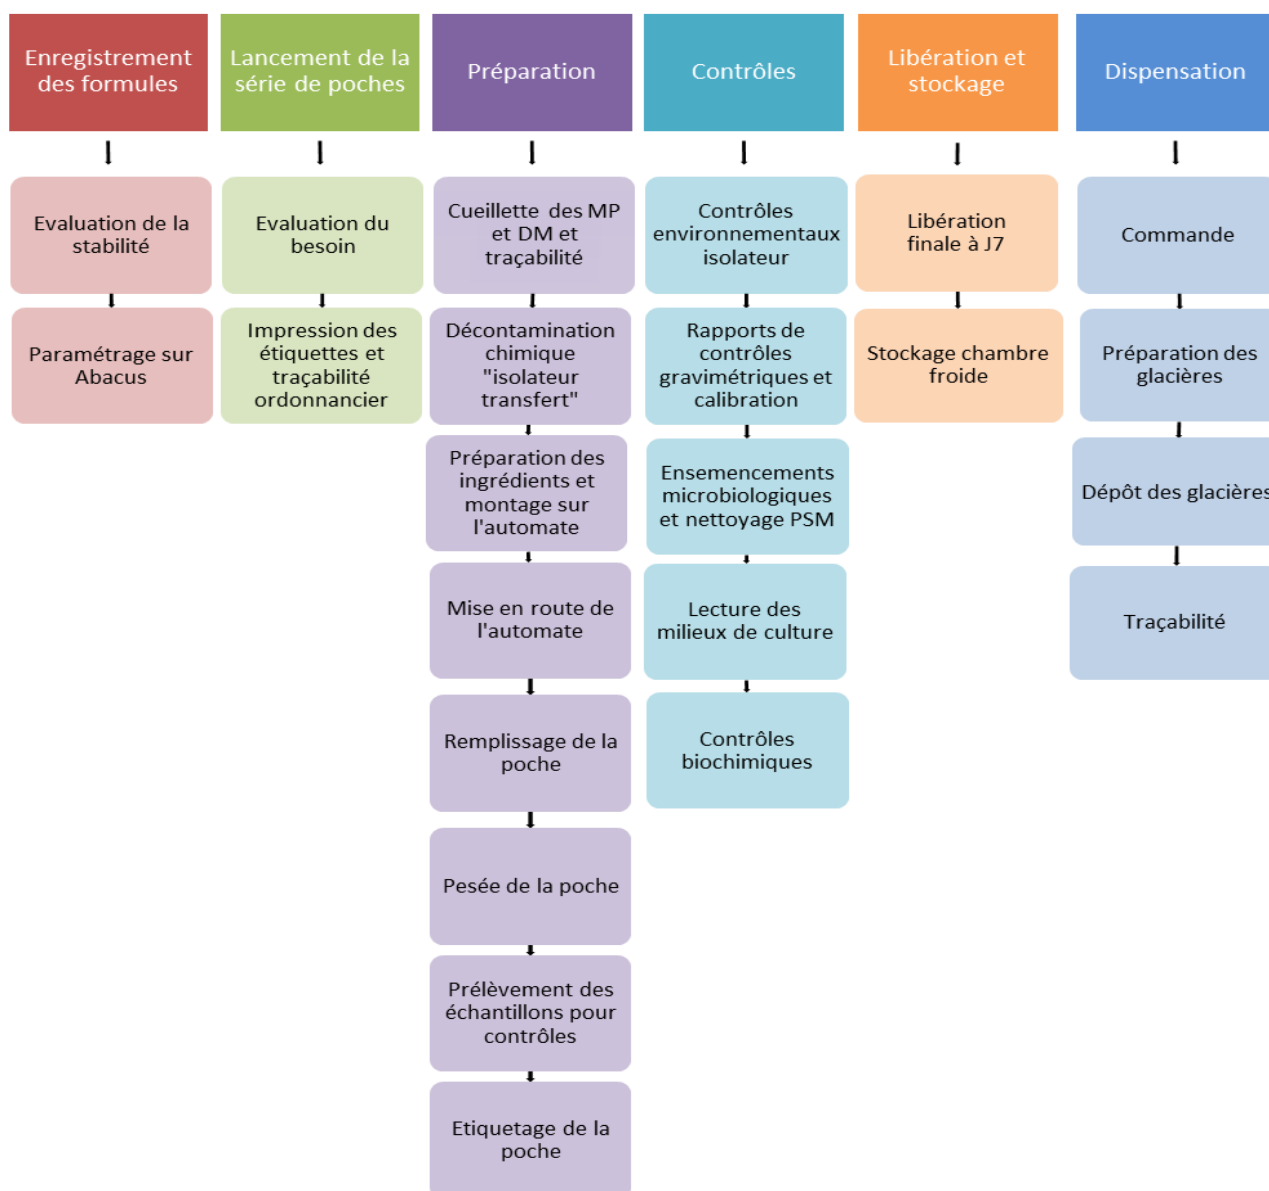 Enregistrement
des formules
Lancement de la
série de poches
Préparation
Contrôles
Libération et
stockage
Dispensation
Evaluation de la
stabilité
Paramétrage sur
Abacus
Evaluation du
besoin
Impression des
étiquettes et
traçabilité
ordonnancier
Cueillette des MP
et DM et
traçabilité
Décontamination
chimique
"isolateur
transfert"
Préparation des
ingrédients et
montage sur
l'automate
Mise en route de
l'automate
Remplissage de la
poche
Pesée de la poche
Prélèvement des
échantillons pour
contrôles
Etiquetage de la
poche
Contrôles
environnementaux
isolateur
Rapports de
contrôles
gravimétriques et
calibration
Ensemencements
microbiologiques
et nettoyage PSM
Lecture des
milieux de culture
Contrôles
biochimiques
Libération
finale à J7
Stockage chambre
froide
Commande
Préparation des
glacières
Dépôt des glacières
Traçabilité